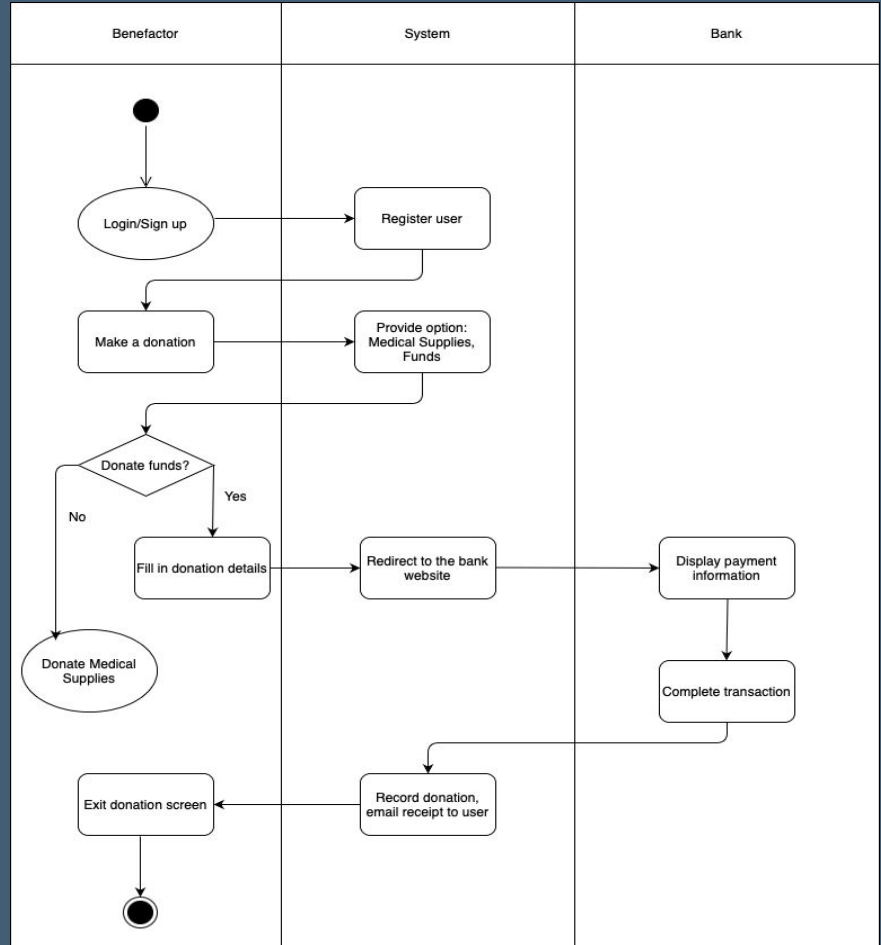 Benefactor
System
Bank
Login/Sign up
Register user
Make a donation
Provide option:
Medical Supplies,
Funds
Donate funds?
Yes
No
Fill in donation details
Redirect to the bank
website
Display payment
information
Donate Medical
Supplies
Complete transaction
Exit donation screen
Record donation,
email receipt to user